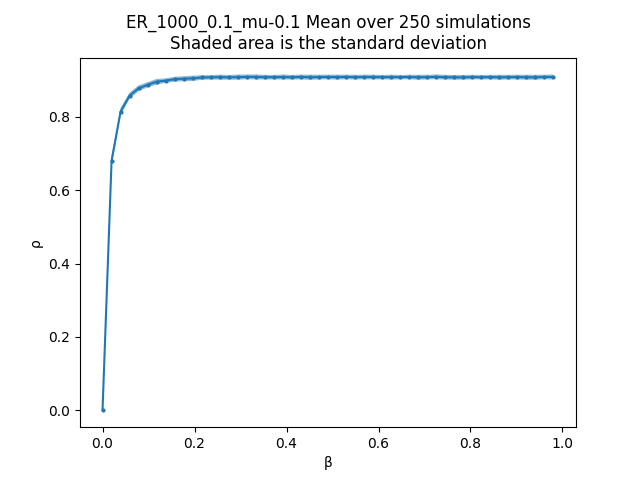 ER_1000_0.1_mu-0.1 Mean over 250 simulations
Shaded area is the standard deviation
0.8
0.6
ρ
0.4
0.2
0.0
0.0 0.2 0.4 0.6 0.8 1.0
β